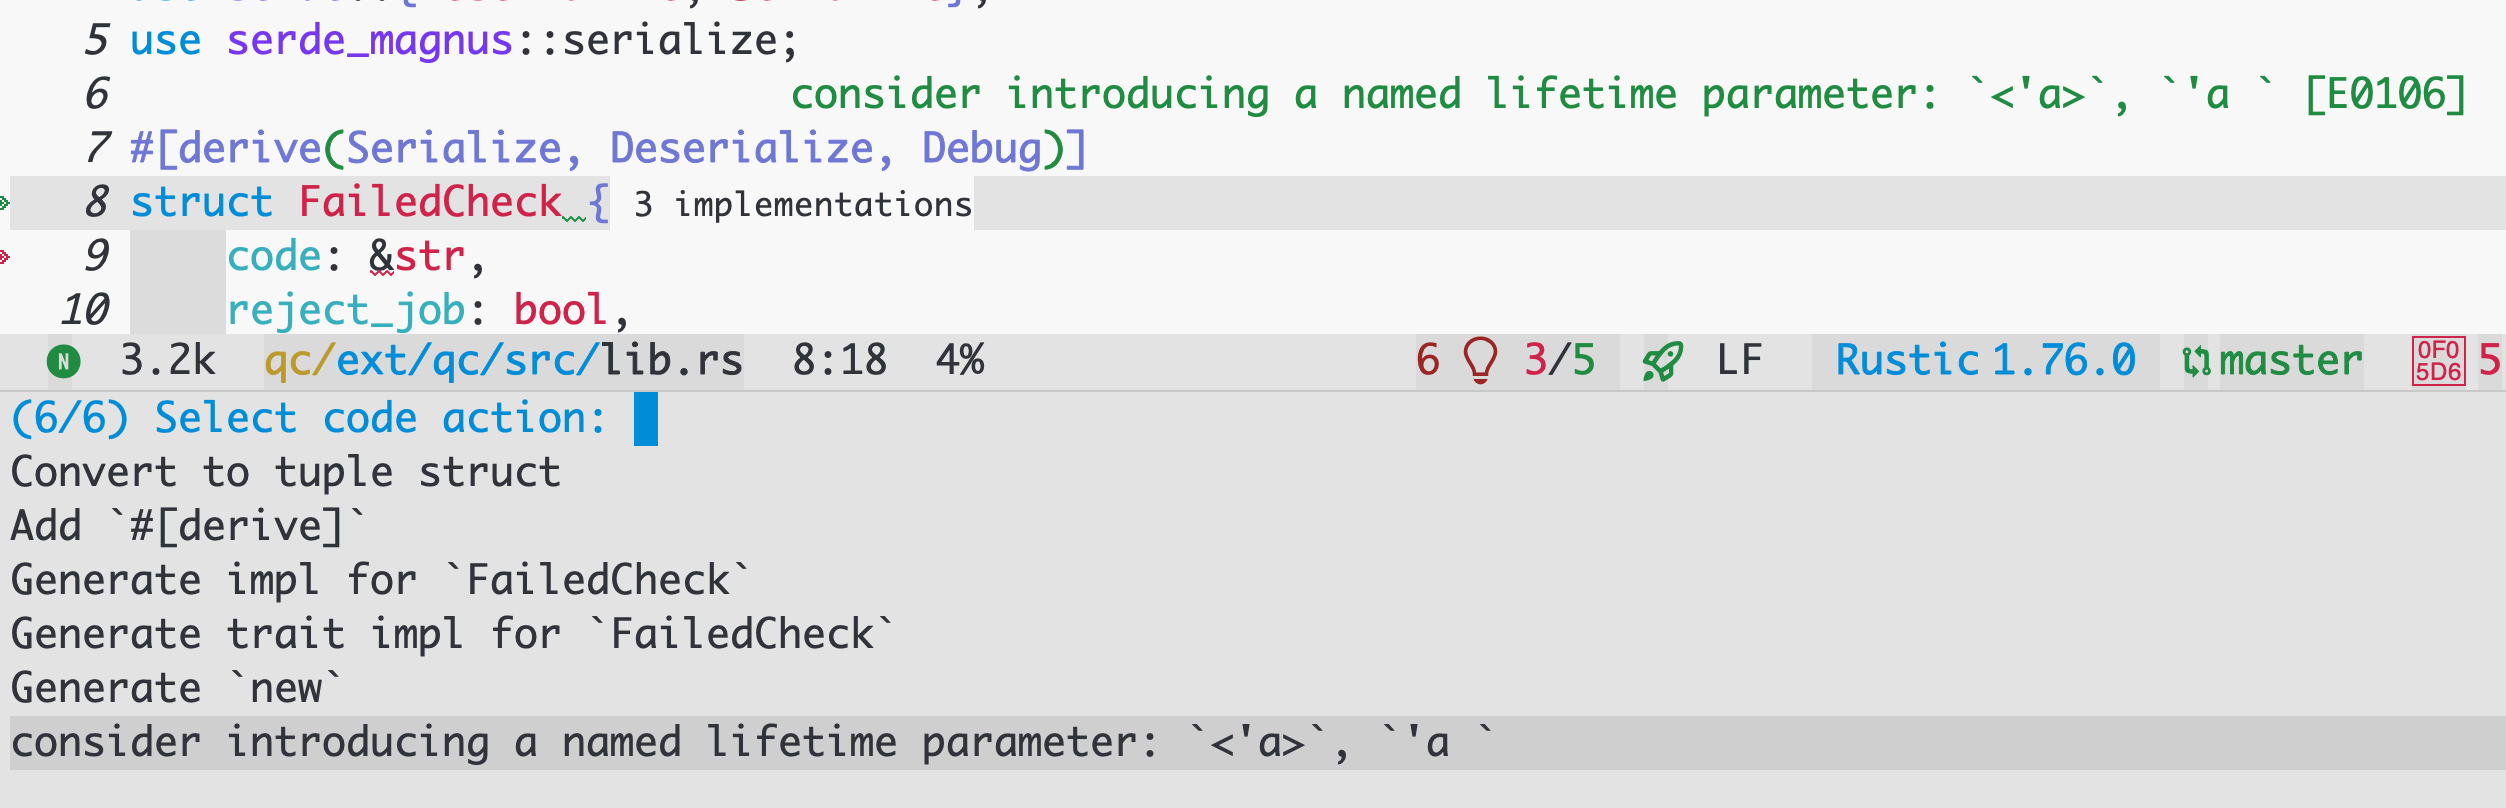 5 use serde_magnus::serialize;
6 consider introducing a named lifetime parameter: `<'a>`, `'a ` [E0106]
7 #[derive(Serialize, Deserialize, Debug)]
8 struct FailedCheck { 3 implementations
9 code: &str,
10 reject_job: bool,
N 3.2k qc/ext/qc/src/lib.rs 8:18 4% 6 3/5 LF Rustic 1.76.0 master 0F05D6 5
(6/6) Select code action:
Convert to tuple struct
Add `#[derive]`
Generate impl for `FailedCheck`
Generate trait impl for `FailedCheck`
Generate `new`
consider introducing a named lifetime parameter: `<'a>`, `'a `